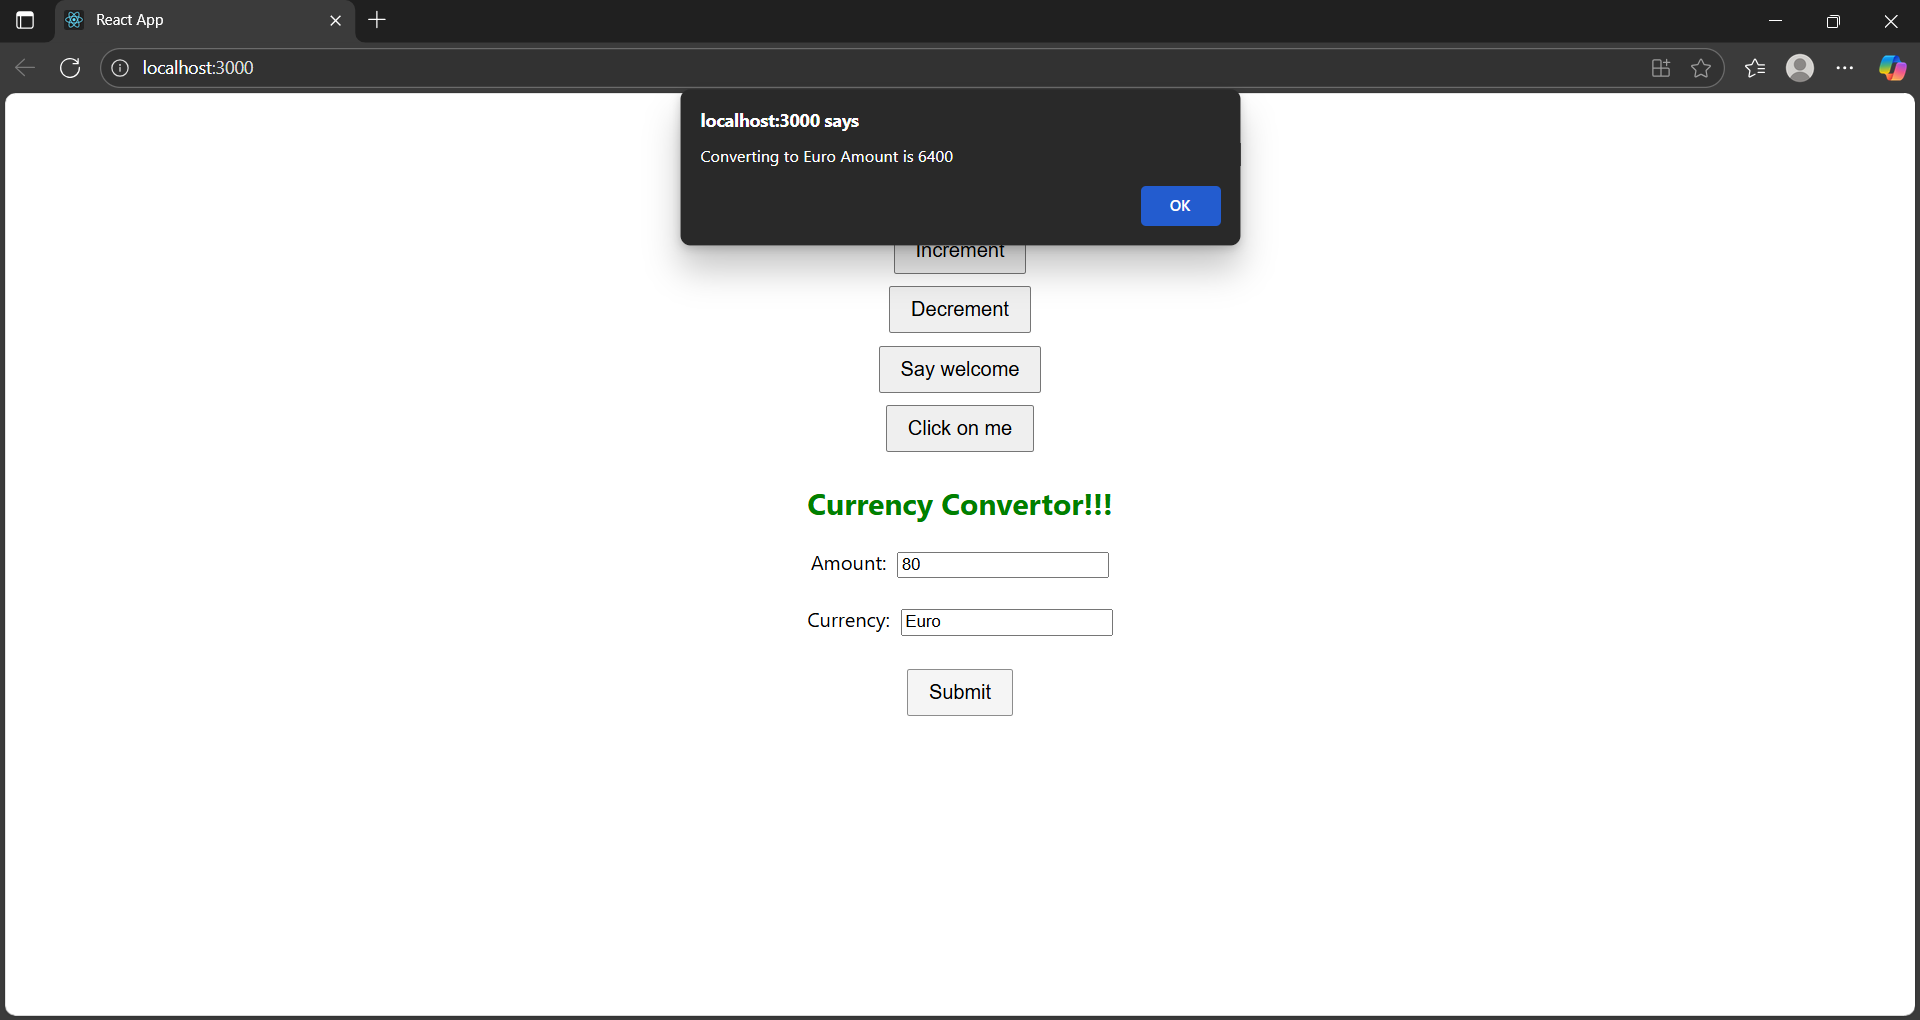 React App
localhost:3000
localhost:3000 says
Converting to Euro Amount is 6400
OK
Increment
Decrement
Say welcome
Click on me
Currency Convertor!!!
Amount: 80
Currency: Euro
Submit